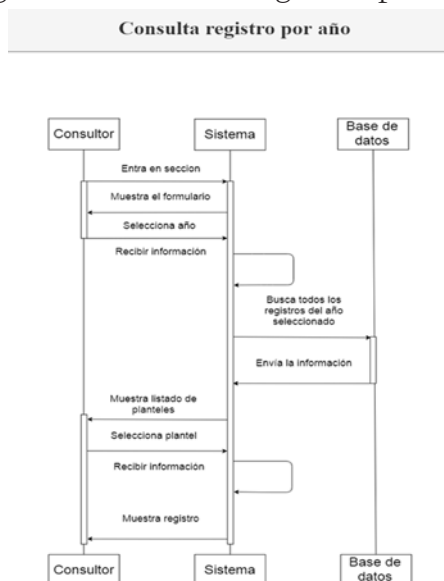 Consulta registro por año
Consultor
Sistema
Base de
datos
Entra en seccion
Muestra el formulario
Selecciona año
Recibir información
Busca todos los
registros del año
seleccionado
Envía la información
Muestra listado de
planteles
Selecciona plantel
Recibir información
Muestra registro
Consultor
Sistema
Base de
datos